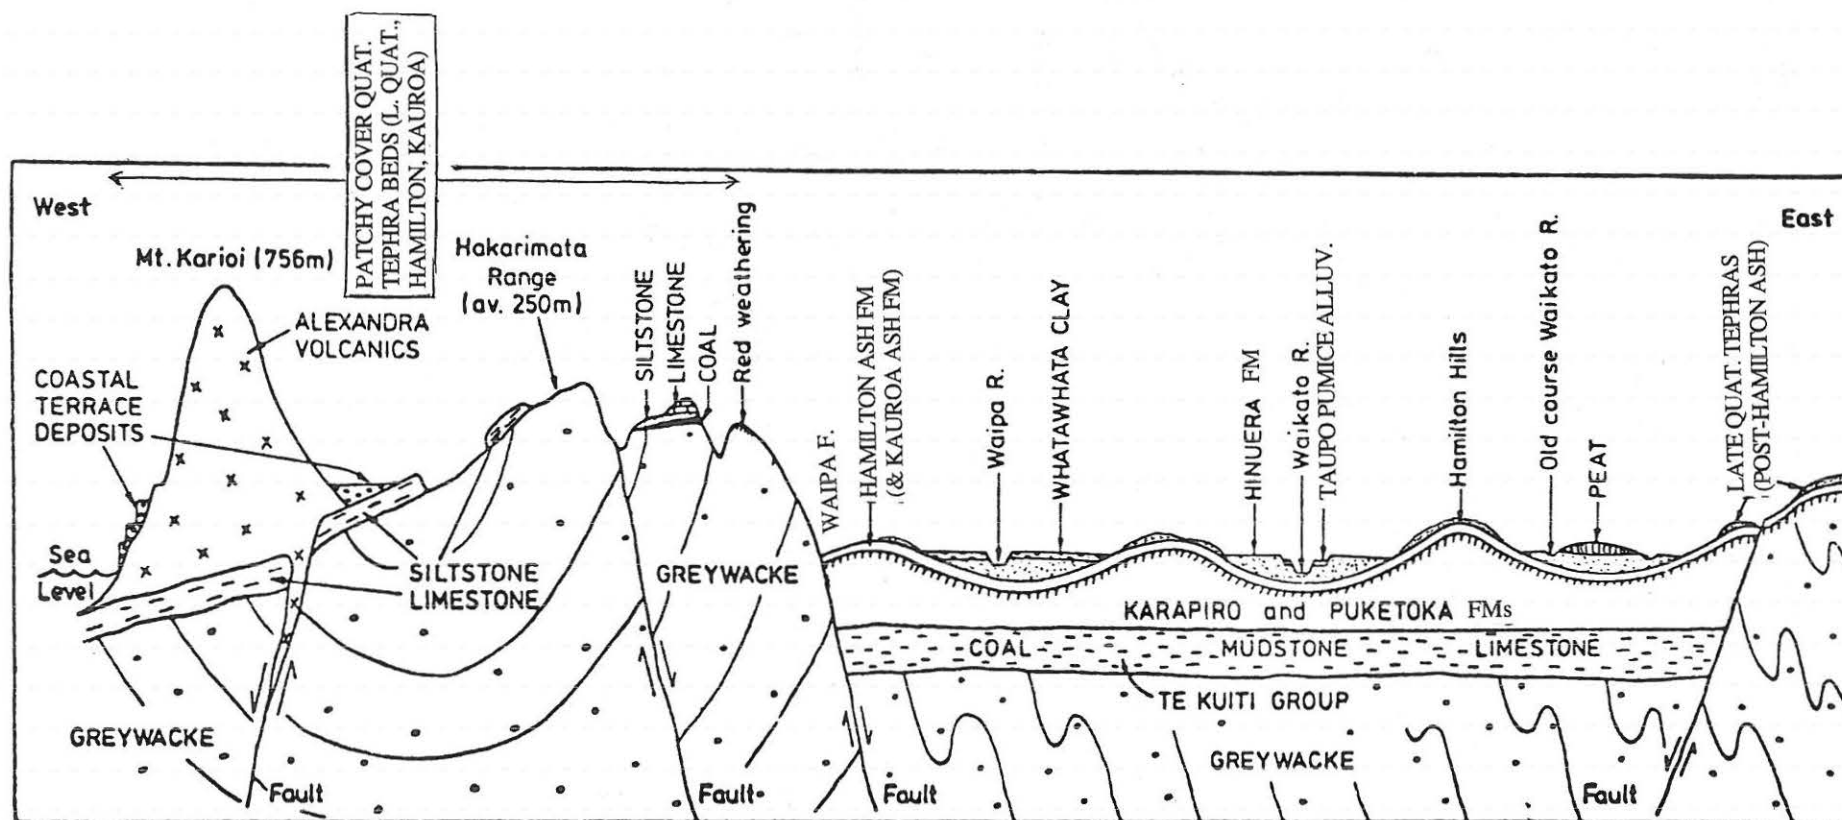 PATCHY COVER QUAT.
TEPHRA BEDS (L. QUAT.,
HAMILTON, KAUROA)
West
East
Mt. Karioi (756m)
ALEXANDRA
VOLCANICS
COASTAL
TERRACE
DEPOSITS
Hakarimata
Range
(av. 250m)
SILTSTONE
LIMESTONE
COAL
Red weathering
WAIPA F.
HAMILTON ASH FM
(& KAUROA ASH FM)
Waipa R.
WHATAWHATA CLAY
HINUERA FM
Waikato R.
TAUPO PUMICE ALLUV.
Hamilton Hills
Old course Waikato R.
PEAT
LATE QUAT. TEPHRAS
(POST-HAMILTON ASH)
Sea
Level
SILTSTONE
LIMESTONE
GREYWACKE
KARAPIRO and PUKETOKA FMs
COAL
MUDSTONE
LIMESTONE
TE KUITI GROUP
GREYWACKE
GREYWACKE
Fault
Fault
Fault
Fault